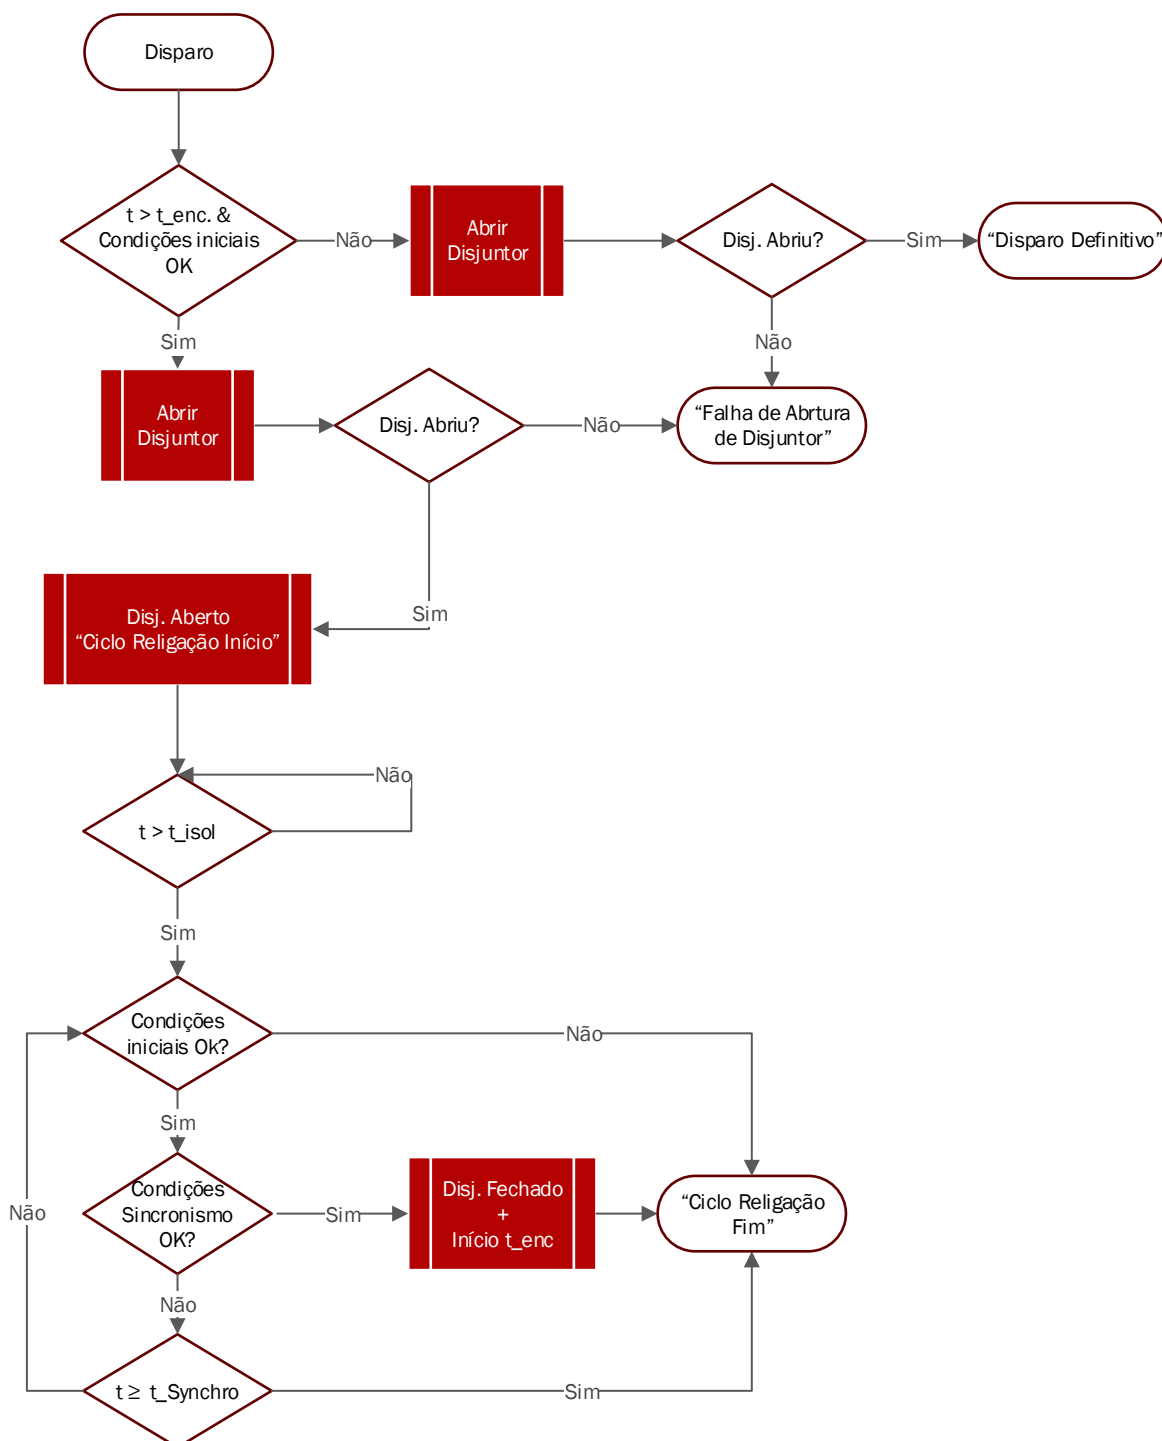 Disparo
t > t_enc. &
Condições iniciais
OK
Não
Abrir
Disjuntor
Disj. Abriu?
Sim
“Disparo Definitivo”
Sim
Não
Abrir
Disjuntor
Disj. Abriu?
Não
“Falha de Abrtura
de Disjuntor”
Sim
Disj. Aberto
“Ciclo Religação Início”
Não
t > t_isol
Sim
Condições
iniciais Ok?
Não
Sim
Condições
Sincronismo
OK?
Sim
Disj. Fechado
+
Início t_enc
“Ciclo Religação
Fim”
Não
Não
t ≥ t_Synchro
Sim